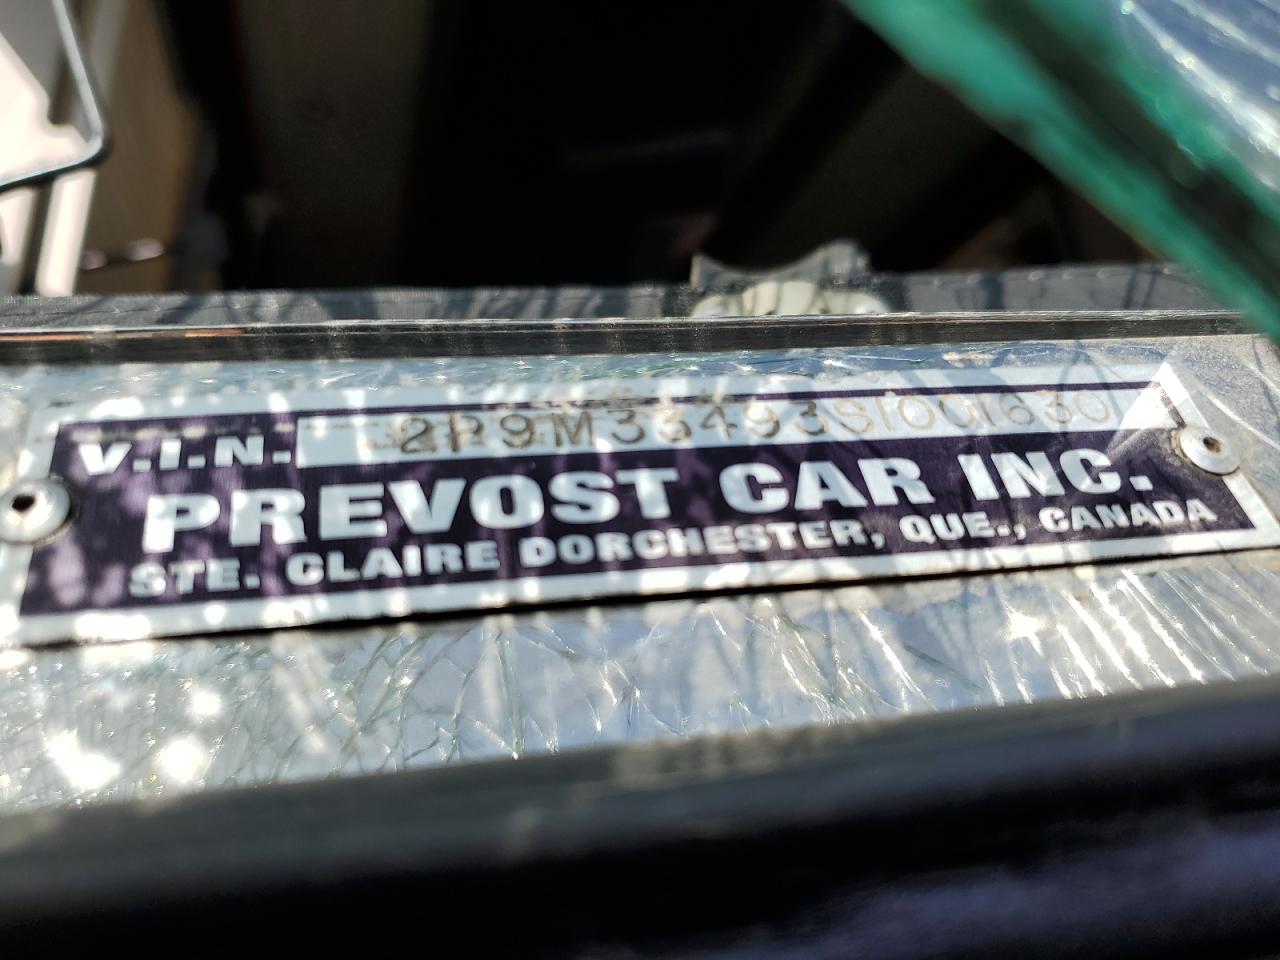 V.I.N. 2P9M33493S1001630
PREVOST CAR INC.
STE. CLAIRE DORCHESTER, QUE., CANADA